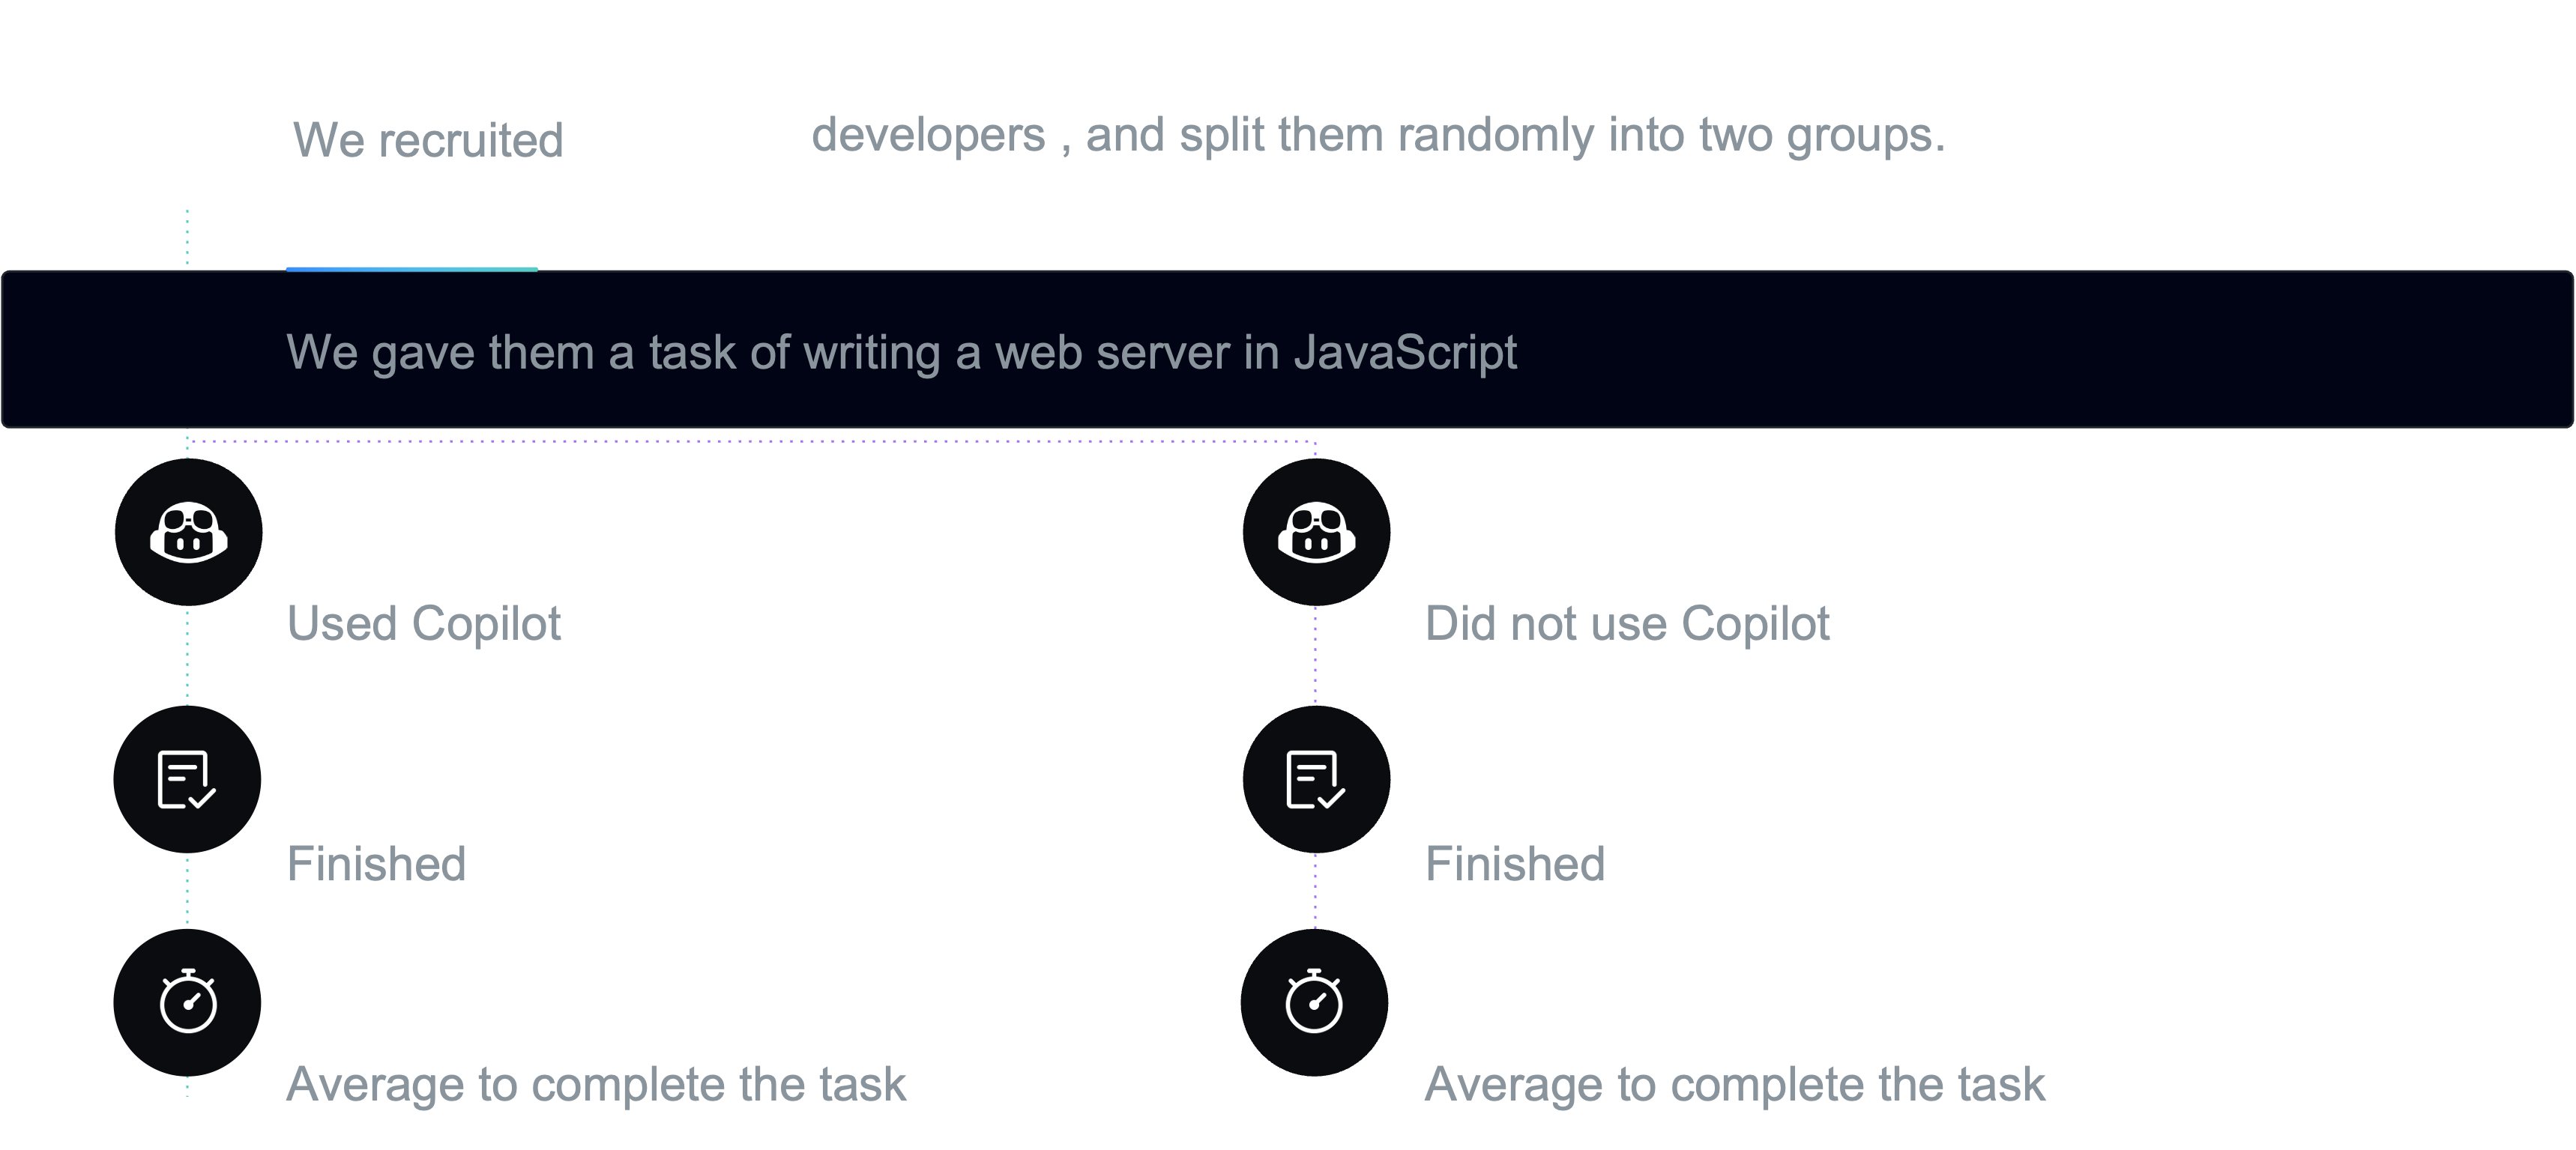 We recruited developers , and split them randomly into two groups.
We gave them a task of writing a web server in JavaScript
Used Copilot
Did not use Copilot
Finished
Finished
Average to complete the task
Average to complete the task